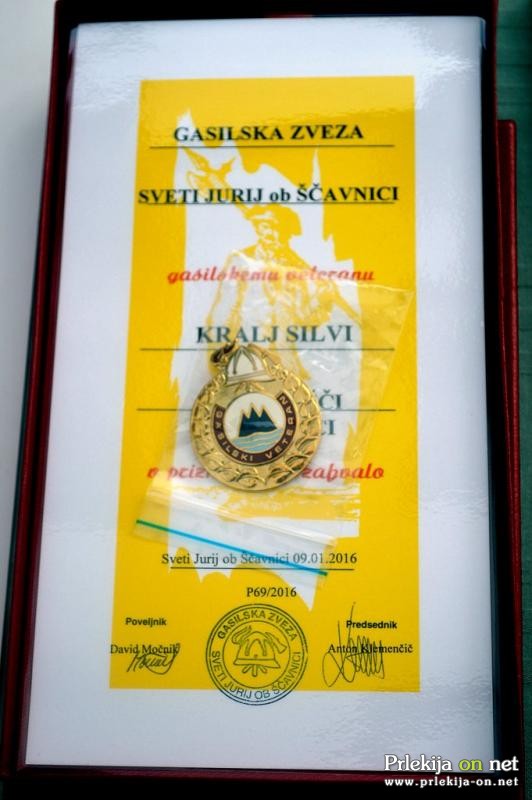 GASILSKA ZVEZA
SVETI JURIJ ob ŠČAVNICI
gasilskemu veteranu
KRALJ SILVI
GASILSKI VETERAN
zahvalo
Sveti Jurij ob Ščavnici 09.01.2016
P69/2016
Poveljnik
Predsednik
David Močnik
Anton Klemenčič
GASILSKA ZVEZA
SVETI JURIJ OB ŠČAVNICI
Prlekija on net
www.prlekija-on.net